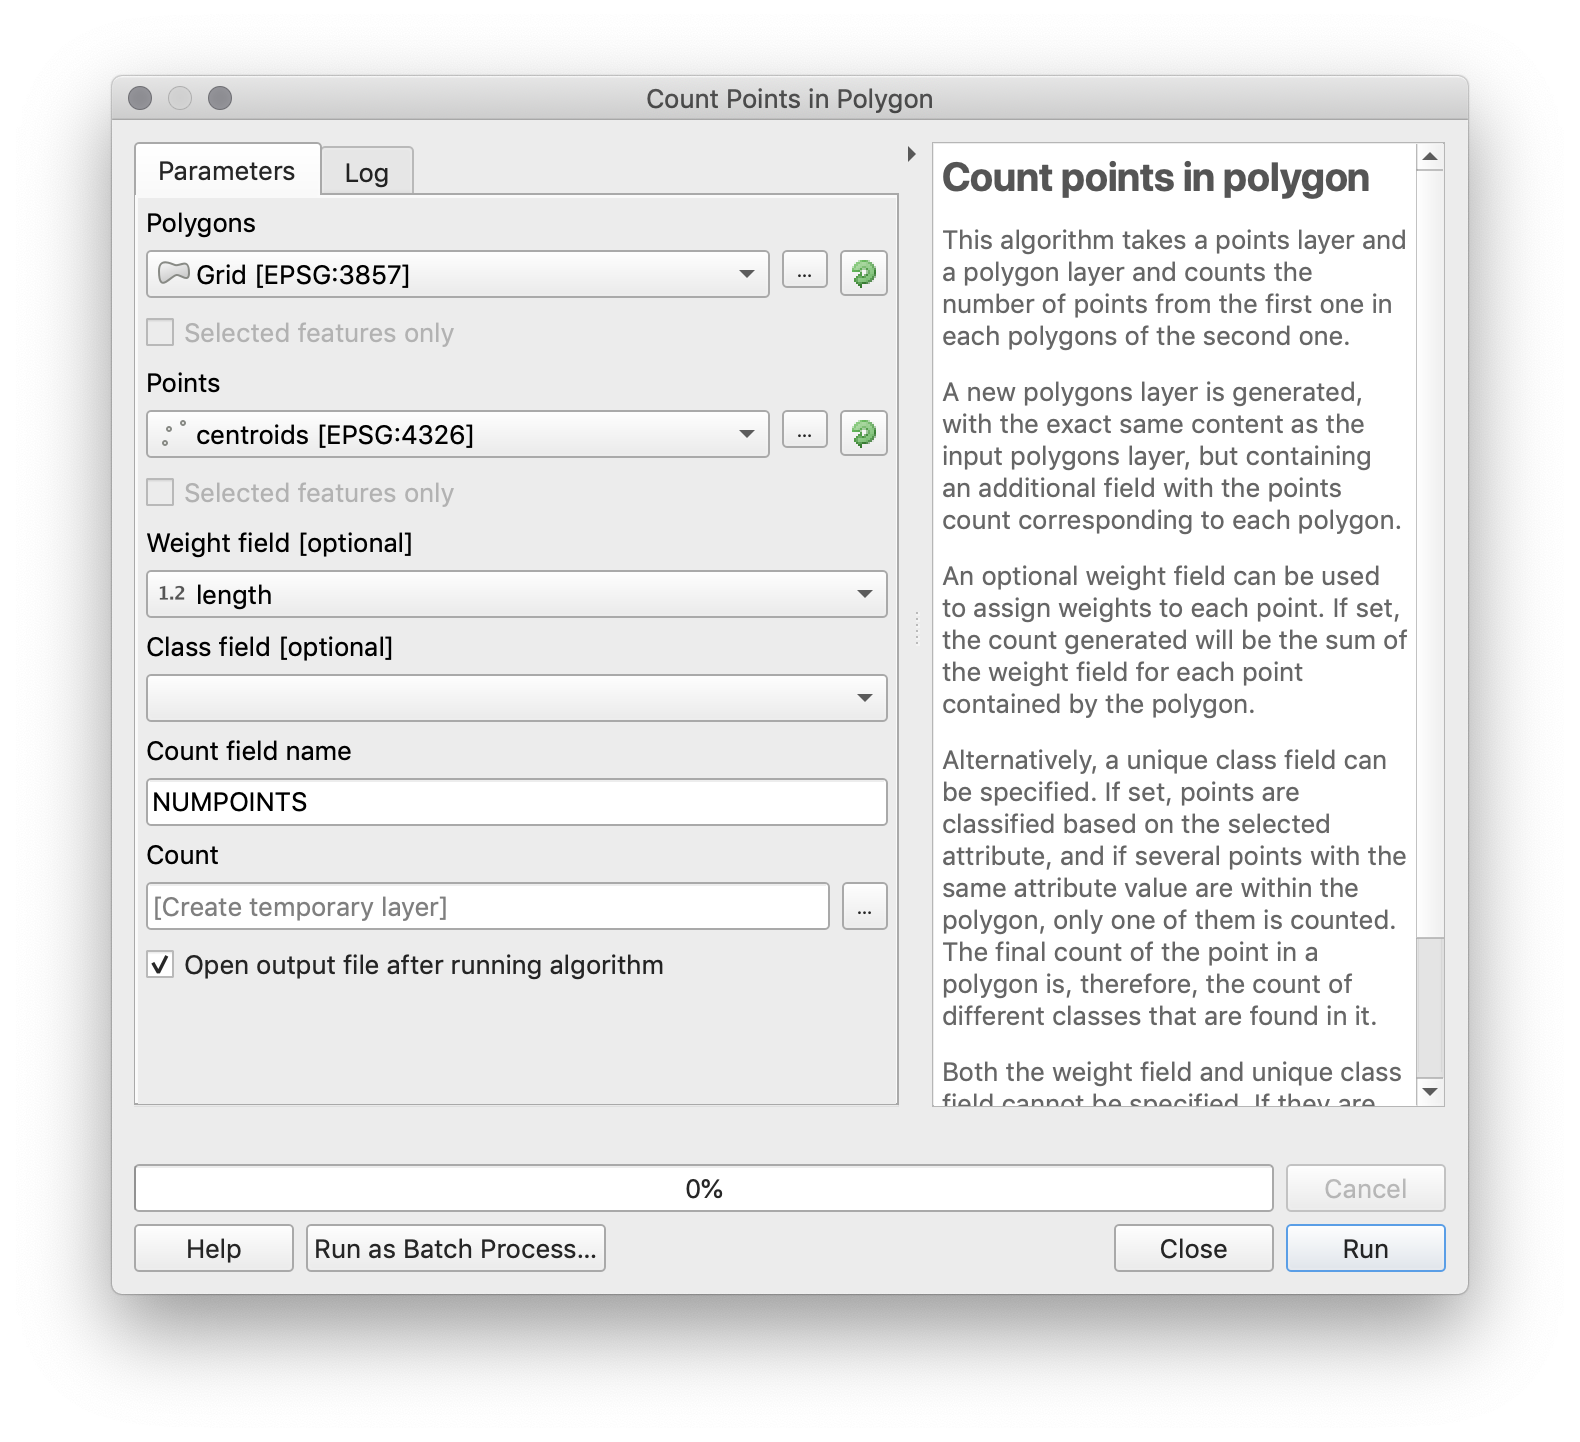 Count Points in Polygon
Parameters
Log
Polygons
Grid [EPSG:3857]
...
Selected features only
Points
centroids [EPSG:4326]
...
Selected features only
Weight field [optional]
1.2 length
Class field [optional]
Count field name
NUMPOINTS
Count
[Create temporary layer]
...
Open output file after running algorithm
Count points in polygon
This algorithm takes a points layer and
a polygon layer and counts the
number of points from the first one in
each polygons of the second one.
A new polygons layer is generated,
with the exact same content as the
input polygons layer, but containing
an additional field with the points
count corresponding to each polygon.
An optional weight field can be used
to assign weights to each point. If set,
the count generated will be the sum of
the weight field for each point
contained by the polygon.
Alternatively, a unique class field can
be specified. If set, points are
classified based on the selected
attribute, and if several points with the
same attribute value are within the
polygon, only one of them is counted.
The final count of the point in a
polygon is, therefore, the count of
different classes that are found in it.
Both the weight field and unique class
field cannot be specified. If they are
0%
Cancel
Help
Run as Batch Process...
Close
Run